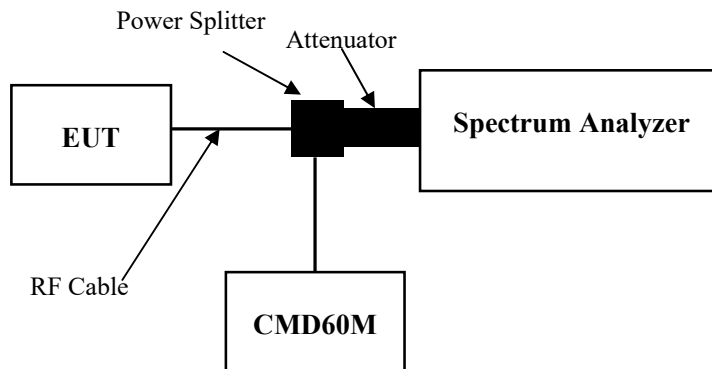 Power Splitter
Attenuator
EUT
Spectrum Analyzer
RF Cable
CMD60M